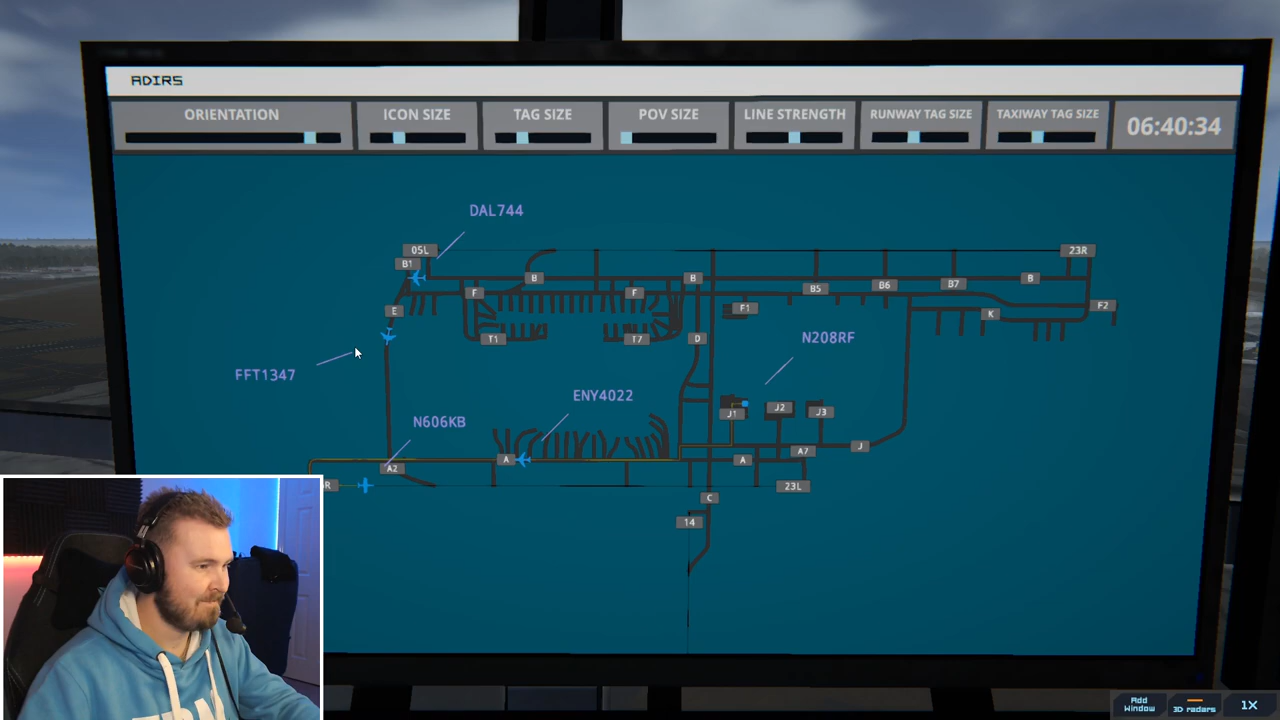 ADIRS
ORIENTATION
ICON SIZE
TAG SIZE
POV SIZE
LINE STRENGTH
RUNWAY TAG SIZE
TAXIWAY TAG SIZE
06:40:34
DAL744
05L
23R
B1
B
B
B5
B6
B7
B
F
F
F1
K
F2
E
T1
T7
D
N208RF
FFT1347
ENY4022
N606KB
J1
J2
J3
A2
A
A
A7
J
R
23L
C
14
Add Window
3D radars
1X